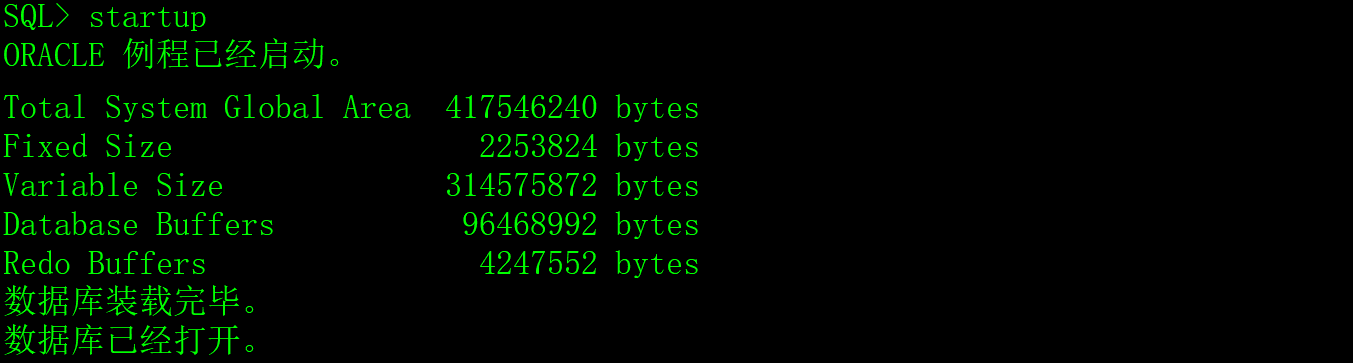 SQL> startup
ORACLE 例程已经启动。
Total System Global Area  417546240 bytes
Fixed Size                  2253824 bytes
Variable Size             314575872 bytes
Database Buffers           96468992 bytes
Redo Buffers                4247552 bytes
数据库装载完毕。
数据库已经打开。